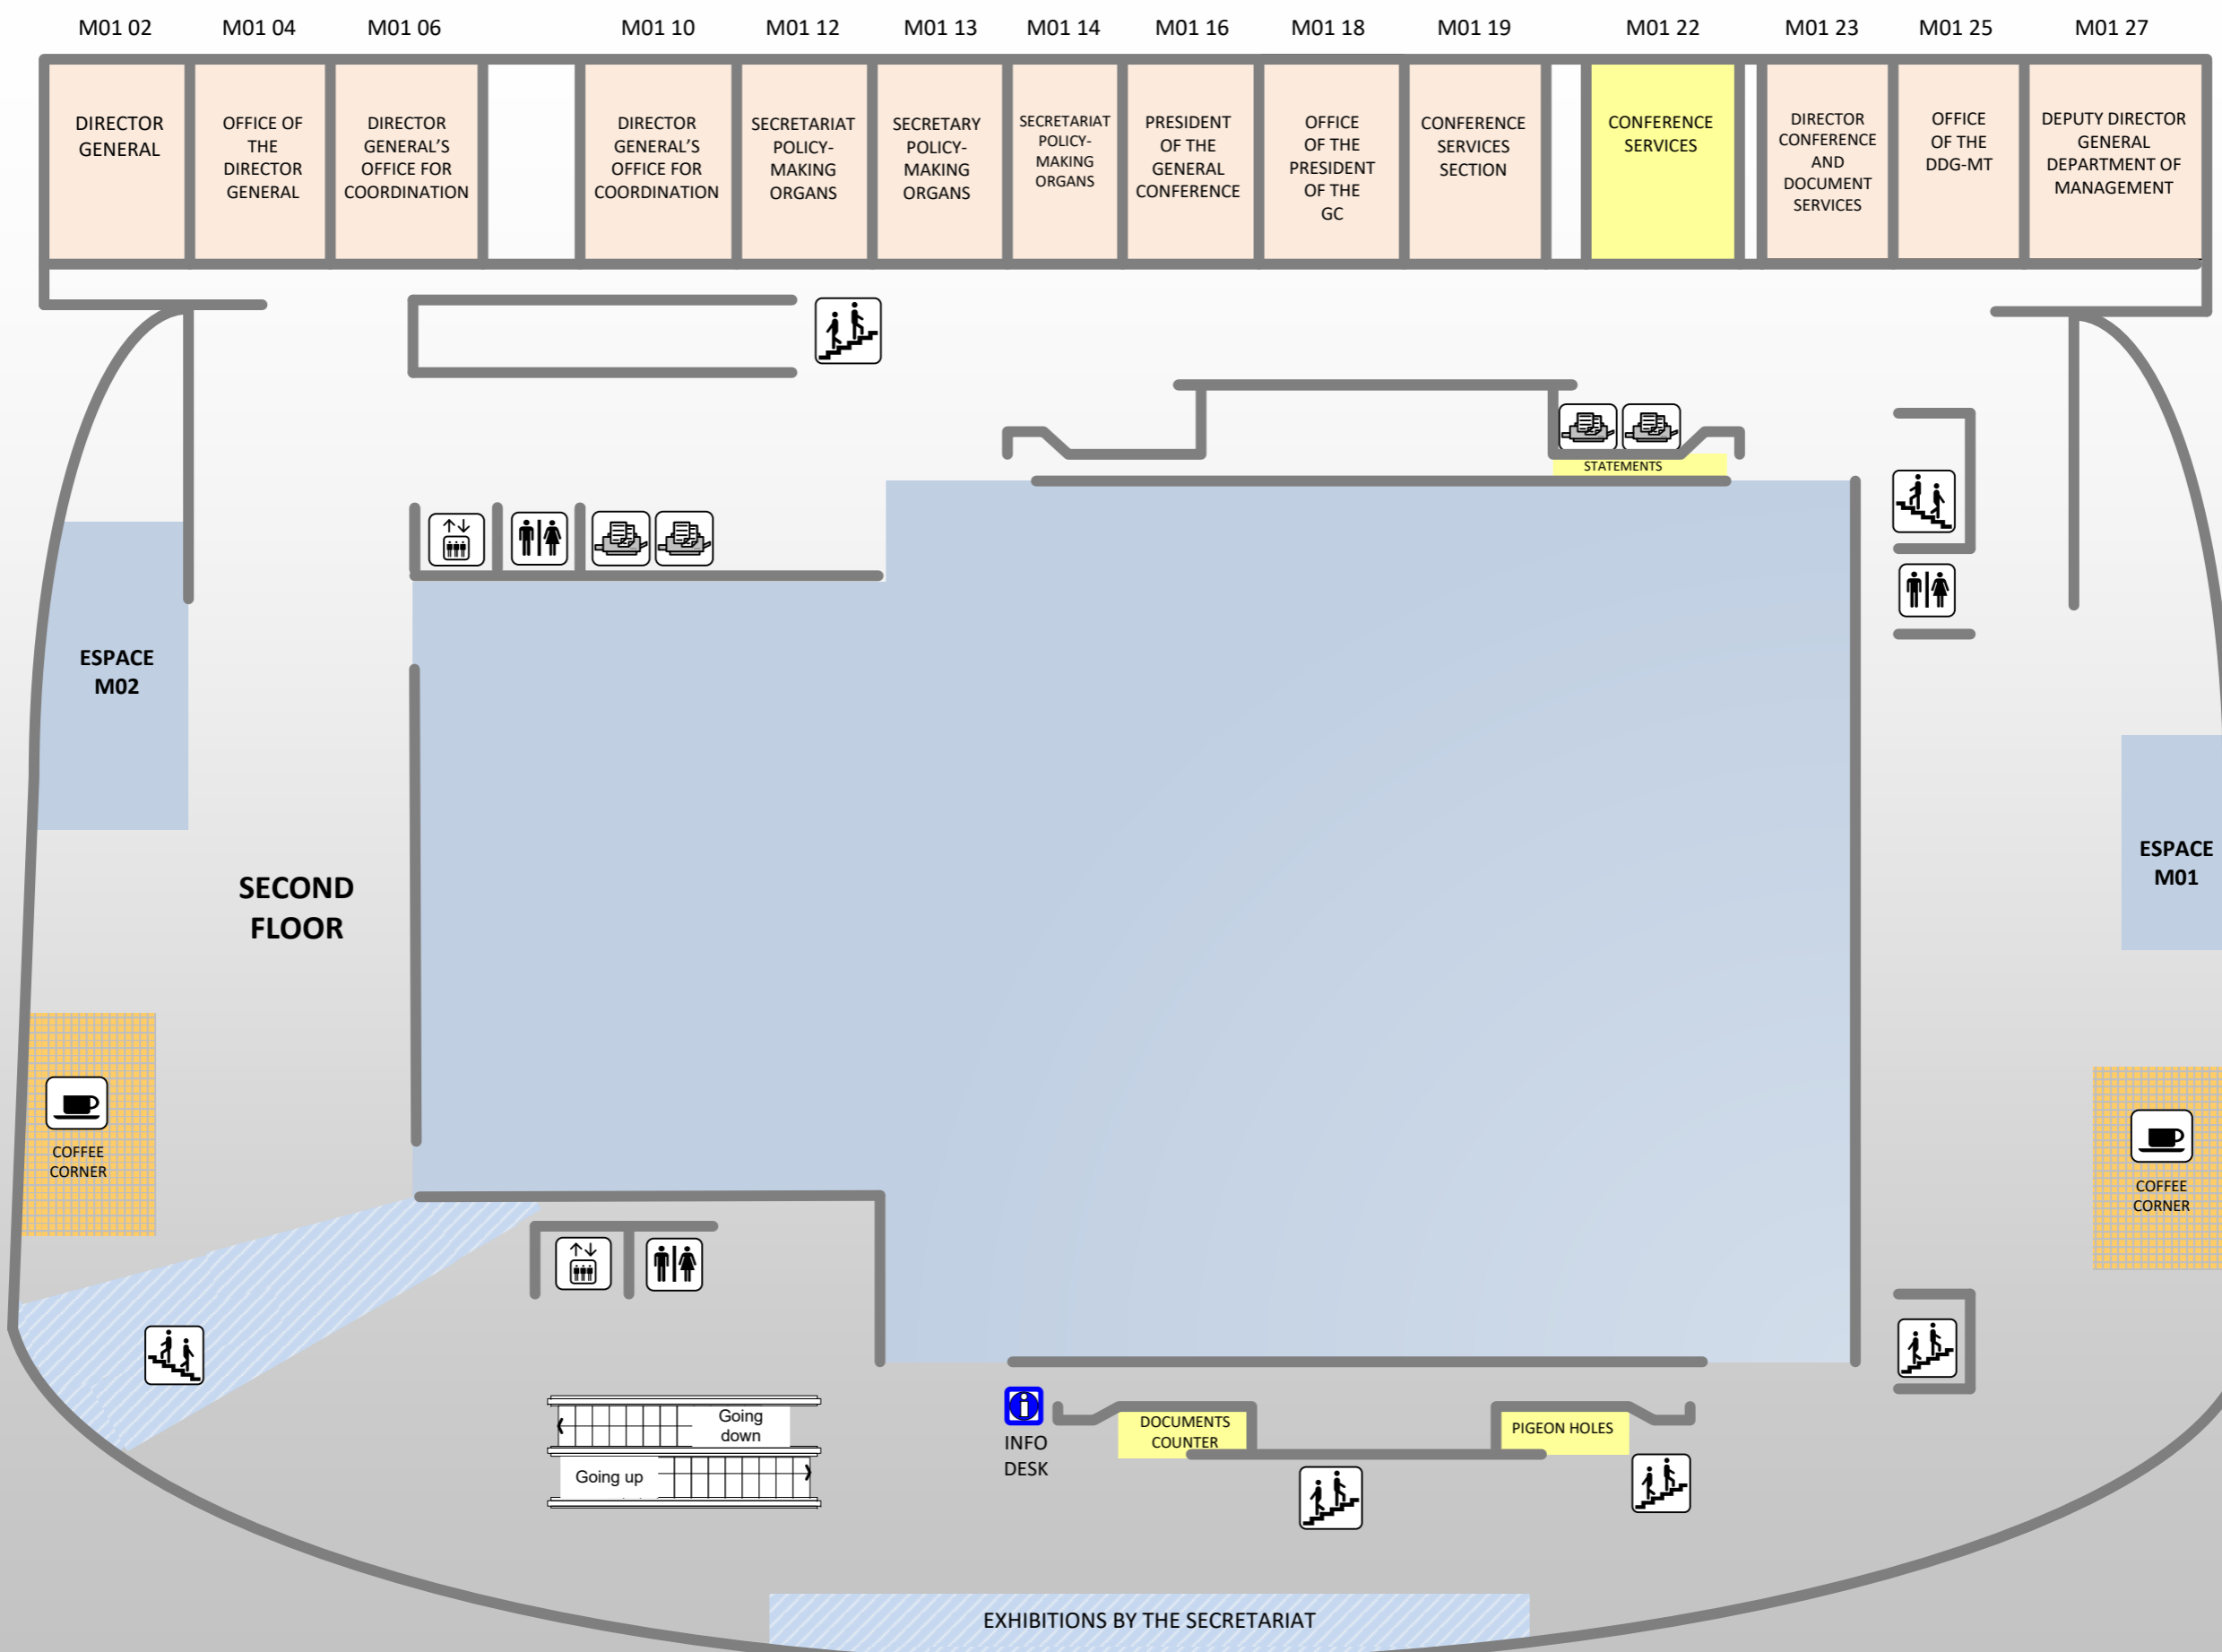 M01 02
M01 04
M01 06
M01 10
M01 12
M01 13
M01 14
M01 16
M01 18
M01 19
M01 22
M01 23
M01 25
M01 27
DIRECTOR
GENERAL
OFFICE OF
THE
DIRECTOR
GENERAL
DIRECTOR
GENERAL’S
OFFICE FOR
COORDINATION
DIRECTOR
GENERAL’S
OFFICE FOR
COORDINATION
SECRETARIAT
POLICY-
MAKING
ORGANS
SECRETARY
POLICY-
MAKING
ORGANS
SECRETARIAT
POLICY-
MAKING
ORGANS
PRESIDENT
OF THE
GENERAL
CONFERENCE
OFFICE
OF THE
PRESIDENT
OF THE
GC
CONFERENCE
SERVICES
SECTION
CONFERENCE
SERVICES
DIRECTOR
CONFERENCE
AND
DOCUMENT
SERVICES
OFFICE
OF THE
DDG-MT
DEPUTY DIRECTOR
GENERAL
DEPARTMENT OF
MANAGEMENT
STATEMENTS
ESPACE
M02
ESPACE
M01
SECOND
FLOOR
COFFEE
CORNER
COFFEE
CORNER
Going
down
Going up
INFO
DESK
DOCUMENTS
COUNTER
PIGEON HOLES
EXHIBITIONS BY THE SECRETARIAT